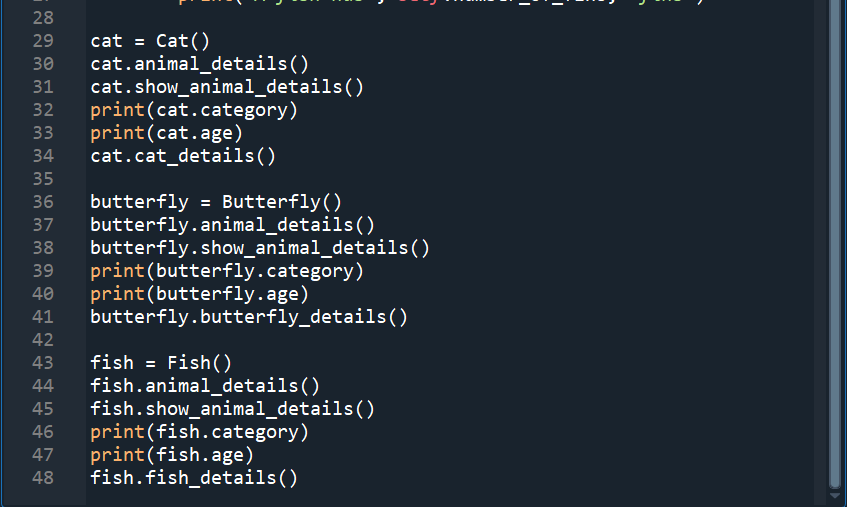 28
29 cat = Cat()
30 cat.animal_details()
31 cat.show_animal_details()
32 print(cat.category)
33 print(cat.age)
34 cat.cat_details()
35
36 butterfly = Butterfly()
37 butterfly.animal_details()
38 butterfly.show_animal_details()
39 print(butterfly.category)
40 print(butterfly.age)
41 butterfly.butterfly_details()
42
43 fish = Fish()
44 fish.animal_details()
45 fish.show_animal_details()
46 print(fish.category)
47 print(fish.age)
48 fish.fish_details()